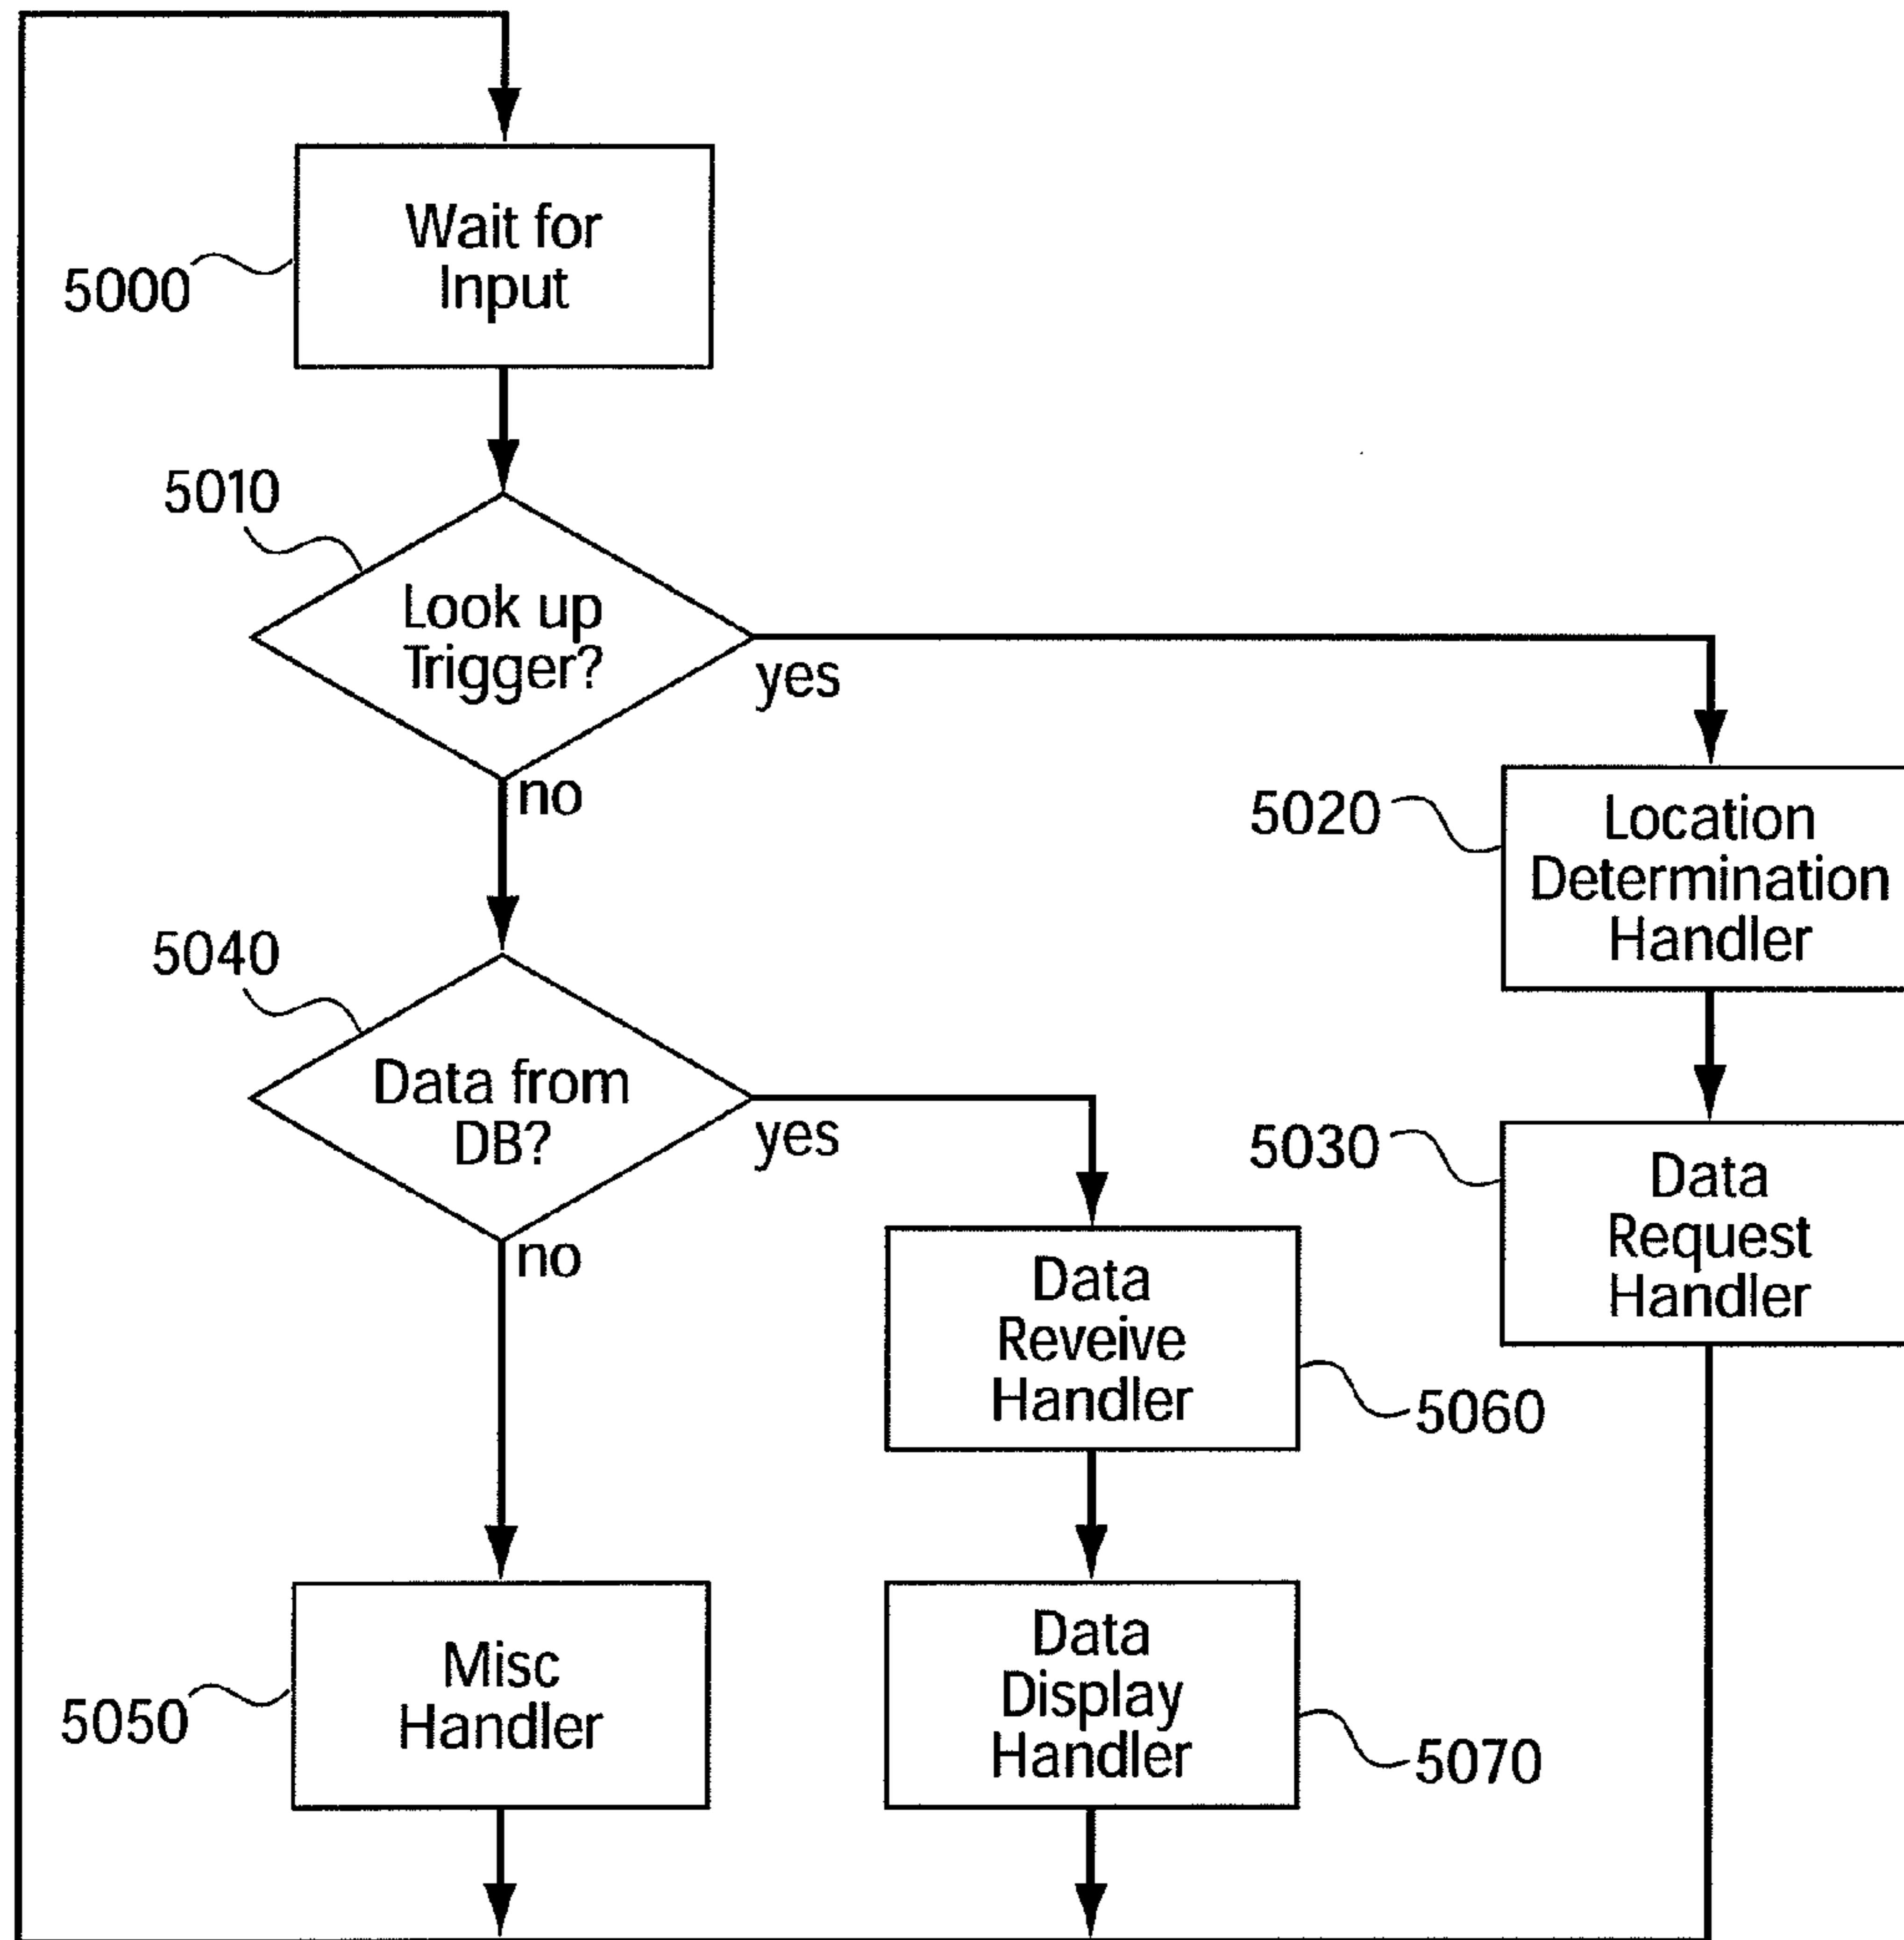 Wait for
Input
5000
5010
Look up
Trigger?
yes
no
5020
Location
Determination
Handler
5040
Data from
DB?
yes
no
5030
Data
Request
Handler
Data
Reveive
Handler
5060
5050
Misc
Handler
Data
Display
Handler
5070